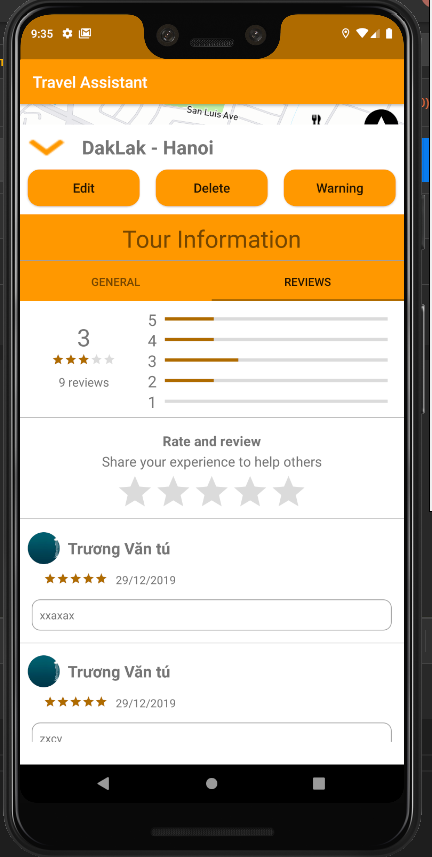 9:35
Travel Assistant
San Luis Ave
DakLak - Hanoi
Edit
Delete
Warning
Tour Information
GENERAL
REVIEWS
5
4
3
2
1
3
9 reviews
Rate and review
Share your experience to help others
Trương Văn tú
29/12/2019
xxaxax
Trương Văn tú
29/12/2019
zxcv